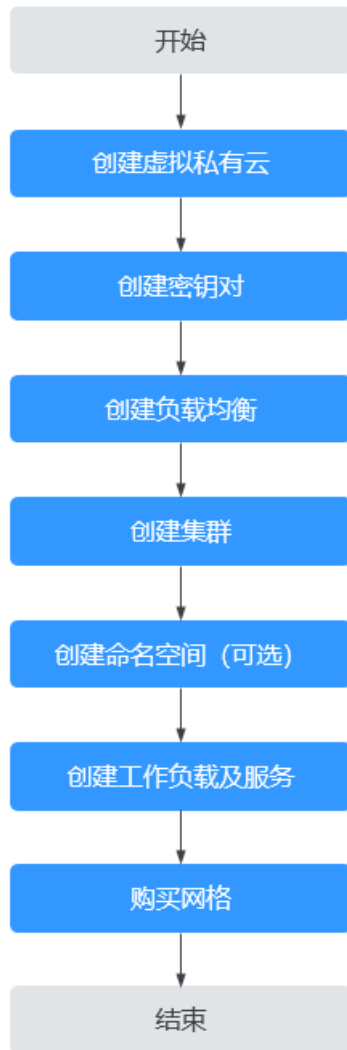 开始
创建虚拟私有云
创建密钥对
创建负载均衡
创建集群
创建命名空间（可选）
创建工作负载及服务
购买网格
结束